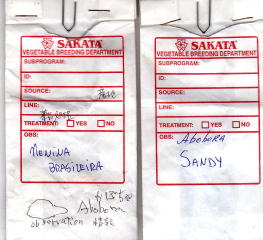 SAKATA
VEGETABLE BREEDING DEPARTMENT
SUBPROGRAM:
ID:
SOURCE:
LINE:
TREATMENT: YES NO
OBS:
MENINA
BRASILEIRA
Abobora
observation
SAKATA
VEGETABLE BREEDING DEPARTMENT
SUBPROGRAM:
ID:
SOURCE:
LINE:
TREATMENT: YES NO
OBS: Abobora
SANDY